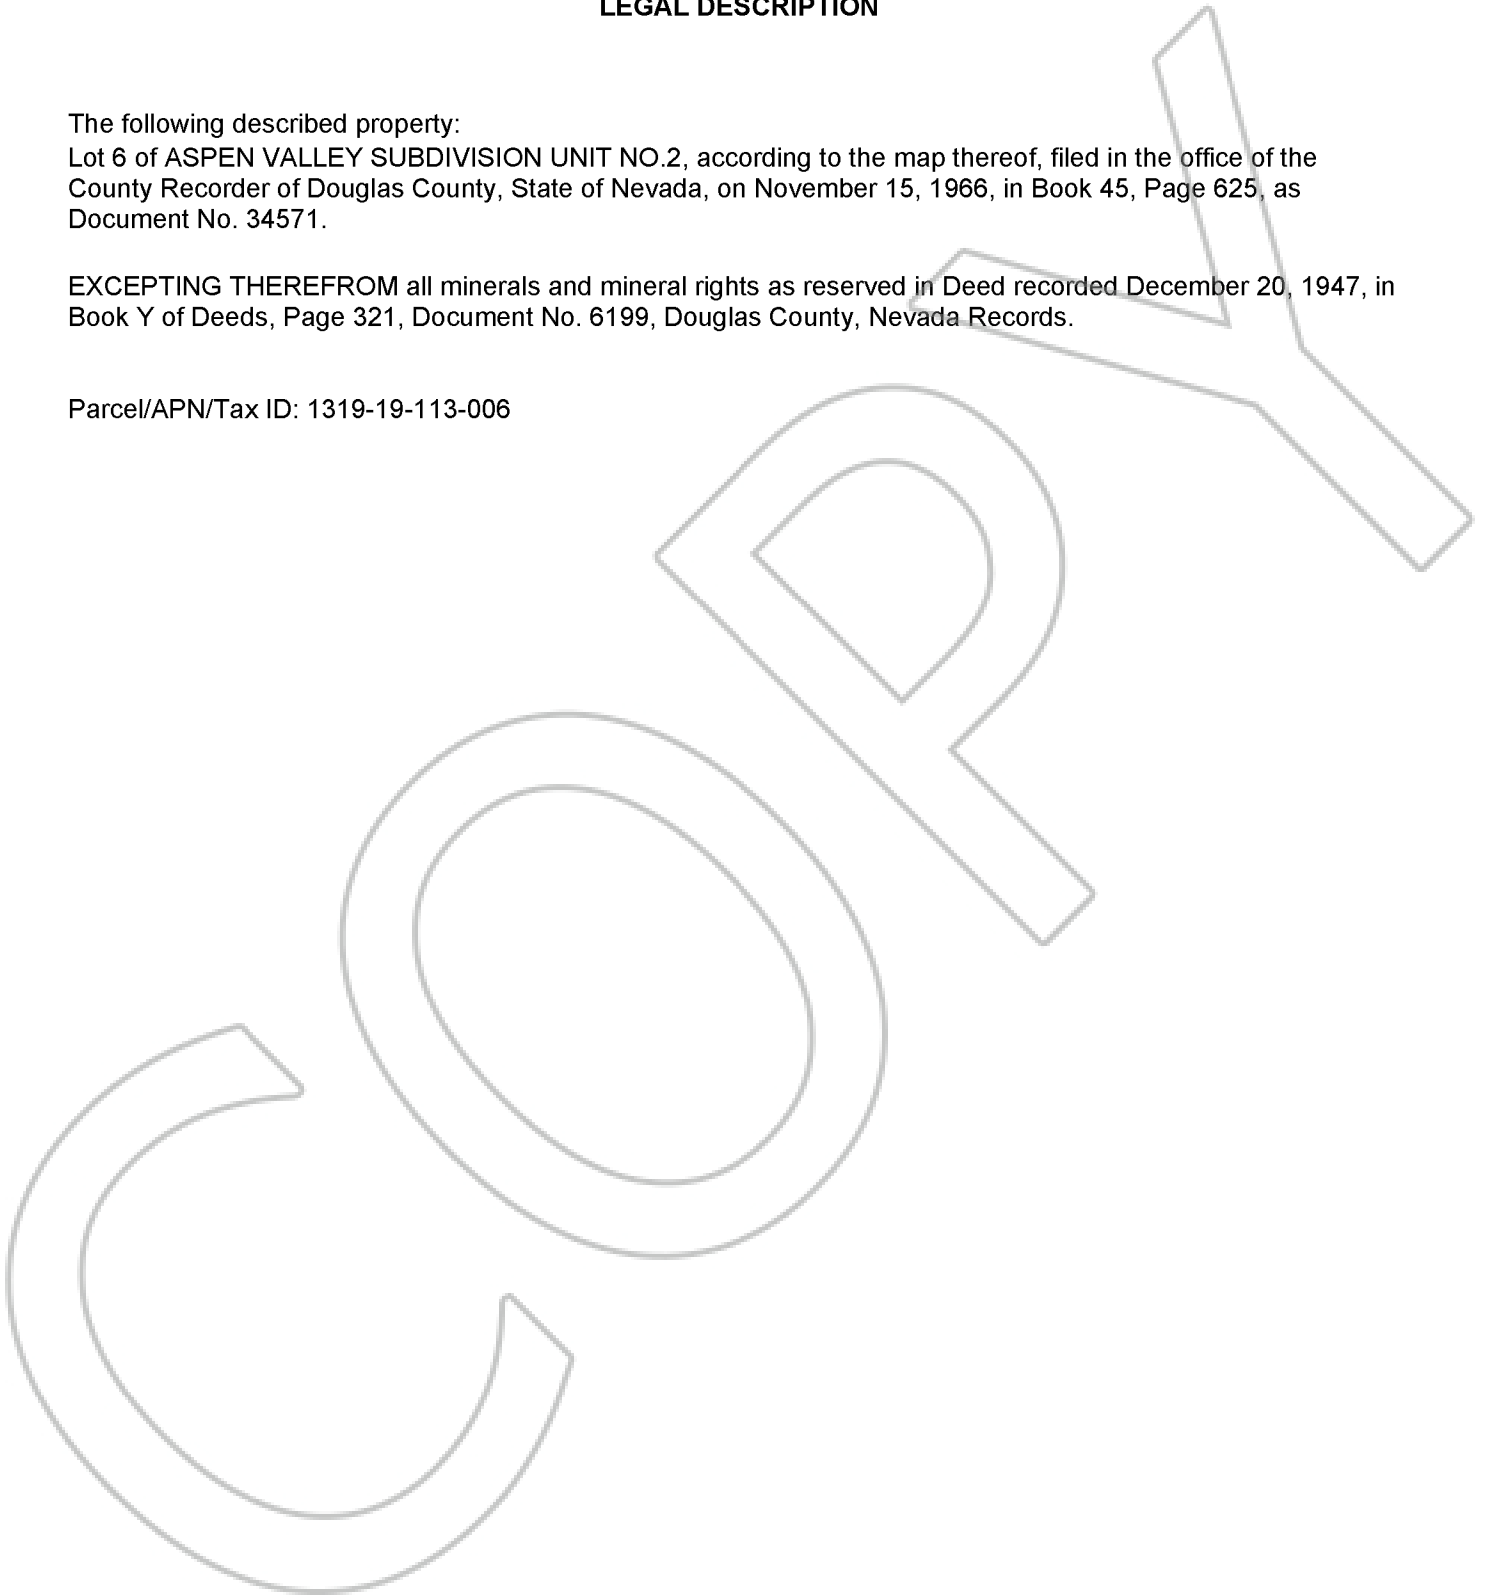 LEGAL DESCRIPTION
The following described property:
Lot 6 of ASPEN VALLEY SUBDIVISION UNIT NO.2, according to the map thereof, filed in the office of the
County Recorder of Douglas County, State of Nevada, on November 15, 1966, in Book 45, Page 625, as
Document No. 34571.
EXCEPTING THEREFROM all minerals and mineral rights as reserved in Deed recorded December 20, 1947, in
Book Y of Deeds, Page 321, Document No. 6199, Douglas County, Nevada Records.
Parcel/APN/Tax ID: 1319-19-113-006
COPY